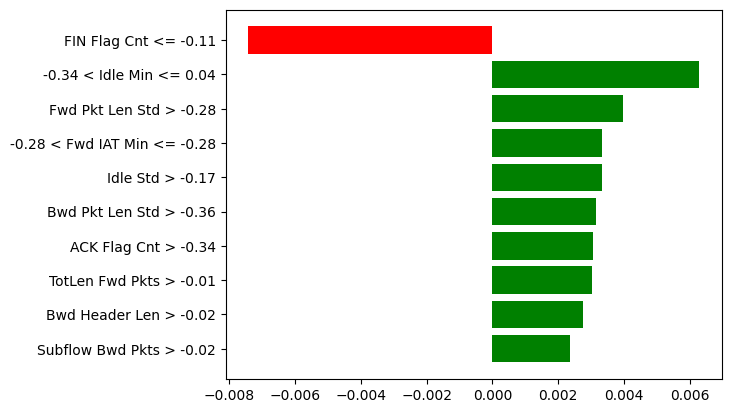 FIN Flag Cnt <= -0.11
-0.34 < Idle Min <= 0.04
Fwd Pkt Len Std > -0.28
-0.28 < Fwd IAT Min <= -0.28
Idle Std > -0.17
Bwd Pkt Len Std > -0.36
ACK Flag Cnt > -0.34
TotLen Fwd Pkts > -0.01
Bwd Header Len > -0.02
Subflow Bwd Pkts > -0.02
−0.008 −0.006 −0.004 −0.002 0.000 0.002 0.004 0.006